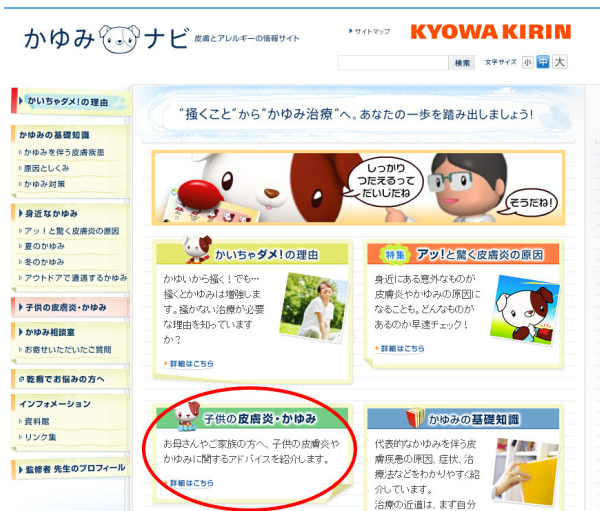 かゆみナビ 皮膚とアレルギーの情報サイト
サイトマップ
KYOWA KIRIN
検索 文字サイズ 小 中 大
かいちゃダメ!の理由
かゆみの基礎知識
かゆみを伴う皮膚疾患
原因としくみ
かゆみ対策
身近なかゆみ
アッ!と驚く皮膚炎の原因
夏のかゆみ
冬のかゆみ
アウトドアで遭遇するかゆみ
子供の皮膚炎・かゆみ
かゆみ相談室
お寄せいただいたご質問
乾癬でお悩みの方へ
インフォメーション
資料館
リンク集
監修者 先生のプロフィール
“掻くこと”から“かゆみ治療”へ。あなたの一歩を踏み出しましょう!
しっかり
つたえるって
だいじだね
そうだね!
かいちゃダメ!の理由
かゆいから掻く!でも…
掻くとかゆみは増強しま
す。掻かない治療が必要
な理由を知っています
か?
詳細はこちら
特集 アッ!と驚く皮膚炎の原因
身近にある意外なものが
皮膚炎やかゆみの原因に
なることも。どんなものが
あるのか早速チェック!
詳細はこちら
子供の皮膚炎・かゆみ
お母さんやご家族の方へ、子供の皮膚炎や
かゆみに関するアドバイスを紹介します。
詳細はこちら
かゆみの基礎知識
代表的なかゆみを伴う皮
膚疾患の原因、症状、治
療法などをわかりやすく紹
介しています。
治療の近道は、まず自分